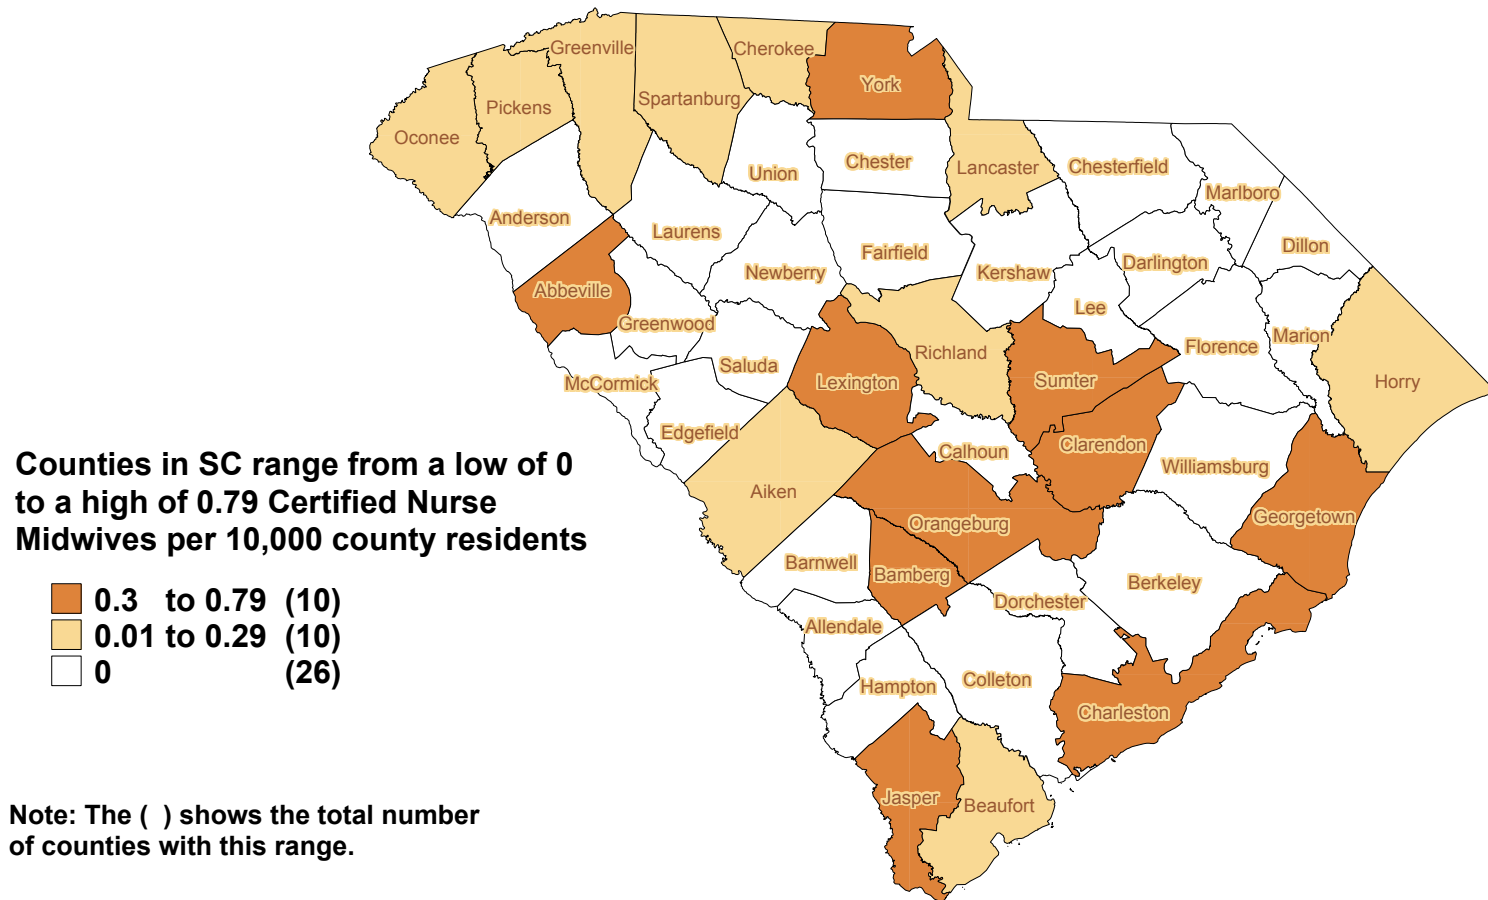 Greenville
Cherokee
York
Spartanburg
Pickens
Oconee
Union
Chester
Lancaster
Chesterfield
Marlboro
Anderson
Laurens
Newberry
Fairfield
Kershaw
Darlington
Dillon
Abbeville
Greenwood
Lee
Saluda
Richland
Florence
Marion
McCormick
Lexington
Sumter
Horry
Edgefield
Calhoun
Clarendon
Williamsburg
Aiken
Orangeburg
Georgetown
Barnwell
Bamberg
Dorchester
Berkeley
Allendale
Hampton
Colleton
Charleston
Jasper
Beaufort
Counties in SC range from a low of 0
to a high of 0.79 Certified Nurse
Midwives per 10,000 county residents
0.3 to 0.79 (10)
0.01 to 0.29 (10)
0 (26)
Note: The ( ) shows the total number
of counties with this range.